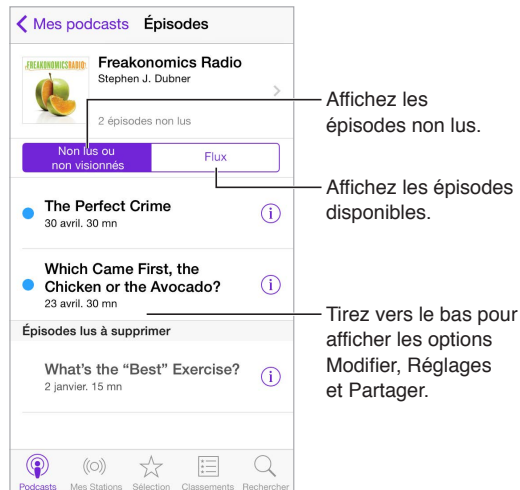 Mes podcasts Épisodes
FREAKONOMICSRADIO
Freakonomics Radio
Stephen J. Dubner
2 épisodes non lus
Non lus ou
non visionnés
Flux
The Perfect Crime
30 avril. 30 mn
Which Came First, the
Chicken or the Avocado?
23 avril. 30 mn
Épisodes lus à supprimer
What's the “Best” Exercise?
2 janvier. 15 mn
Podcasts Mes Stations Sélection Classements Rechercher
Affichez les
épisodes non lus.
Affichez les épisodes
disponibles.
Tirez vers le bas pour
afficher les options
Modifier, Réglages
et Partager.